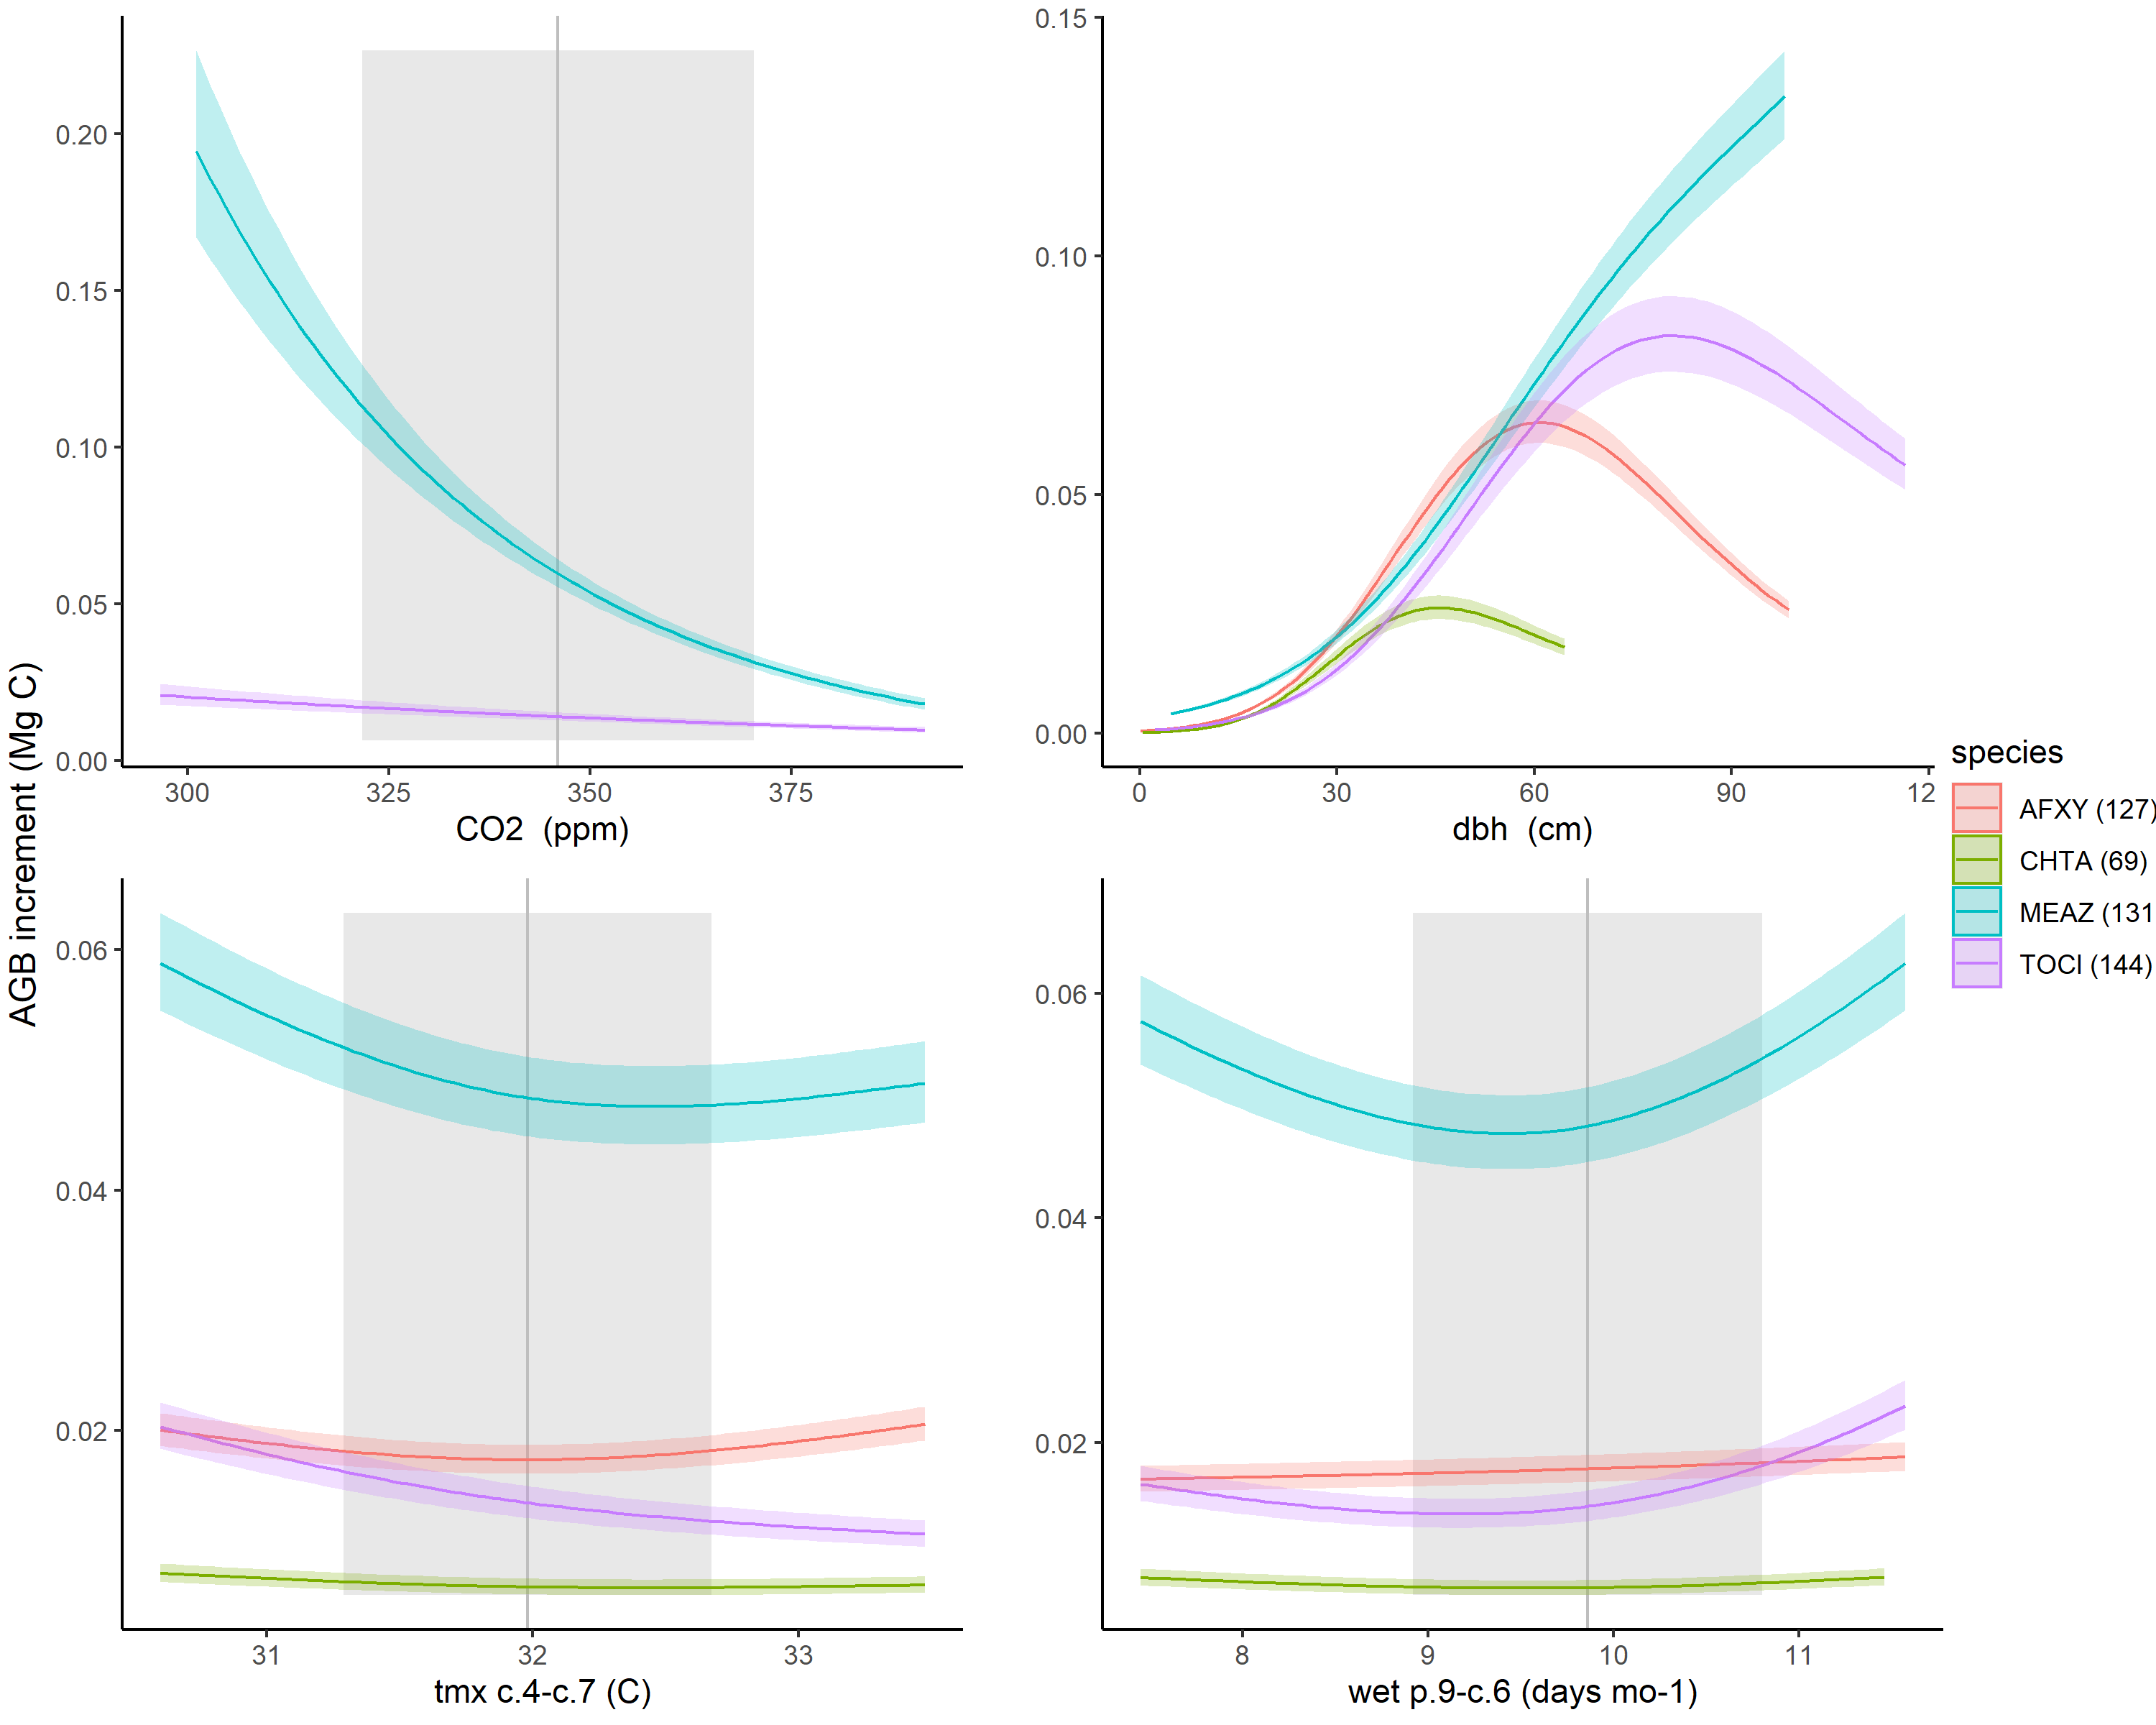 AGB increment (Mg C)
0.20
0.15
0.10
0.05
0.00
300 325 350 375
CO2 (ppm)
0.15
0.10
0.05
0.00
0 30 60 90 12
dbh (cm)
0.06
0.04
0.02
31 32 33
tmx c.4-c.7 (C)
0.06
0.04
0.02
8 9 10 11
wet p.9-c.6 (days mo-1)
species
AFXY (127)
CHTA (69)
MEAZ (131
TOCI (144)